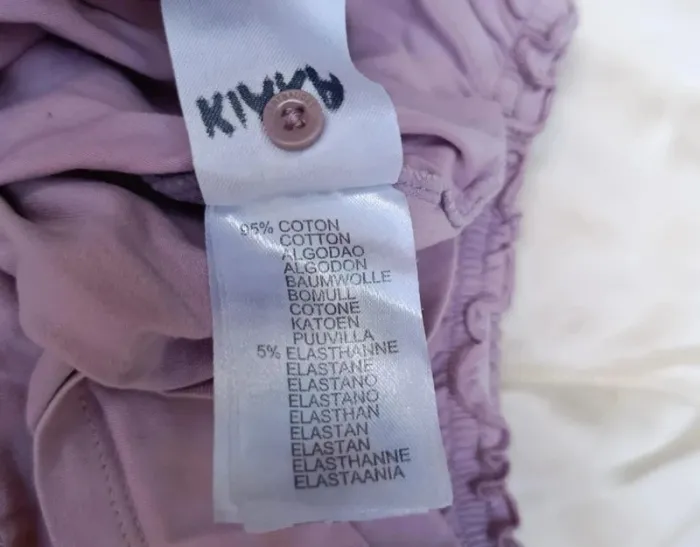 95% COTON
COTTON
ALGODAO
ALGODON
BAUMWOLLE
BOMULL
COTONE
KATOEN
PUUVILLA
5% ELASTHANNE
ELASTANE
ELASTANO
ELASTANO
ELASTHAN
ELASTAN
ELASTAN
ELASTHANNE
ELASTAANIA